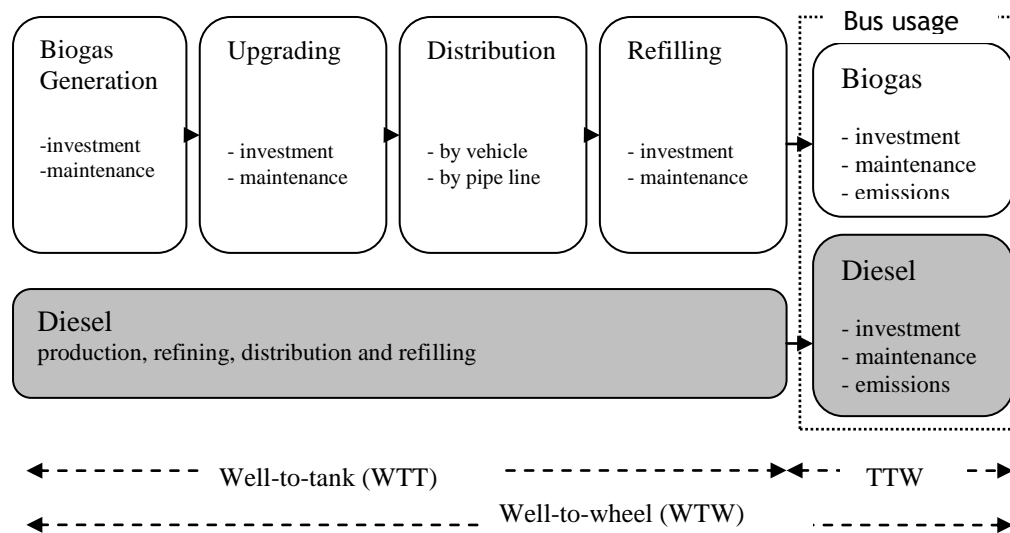 Biogas
Generation
-investment
-maintenance
Upgrading
- investment
- maintenance
Distribution
- by vehicle
- by pipe line
Refilling
- investment
- maintenance
Bus usage
Biogas
- investment
- maintenance
- emissions
Diesel
production, refining, distribution and refilling
Diesel
- investment
- maintenance
- emissions
Well-to-tank (WTT)
TTW
Well-to-wheel (WTW)